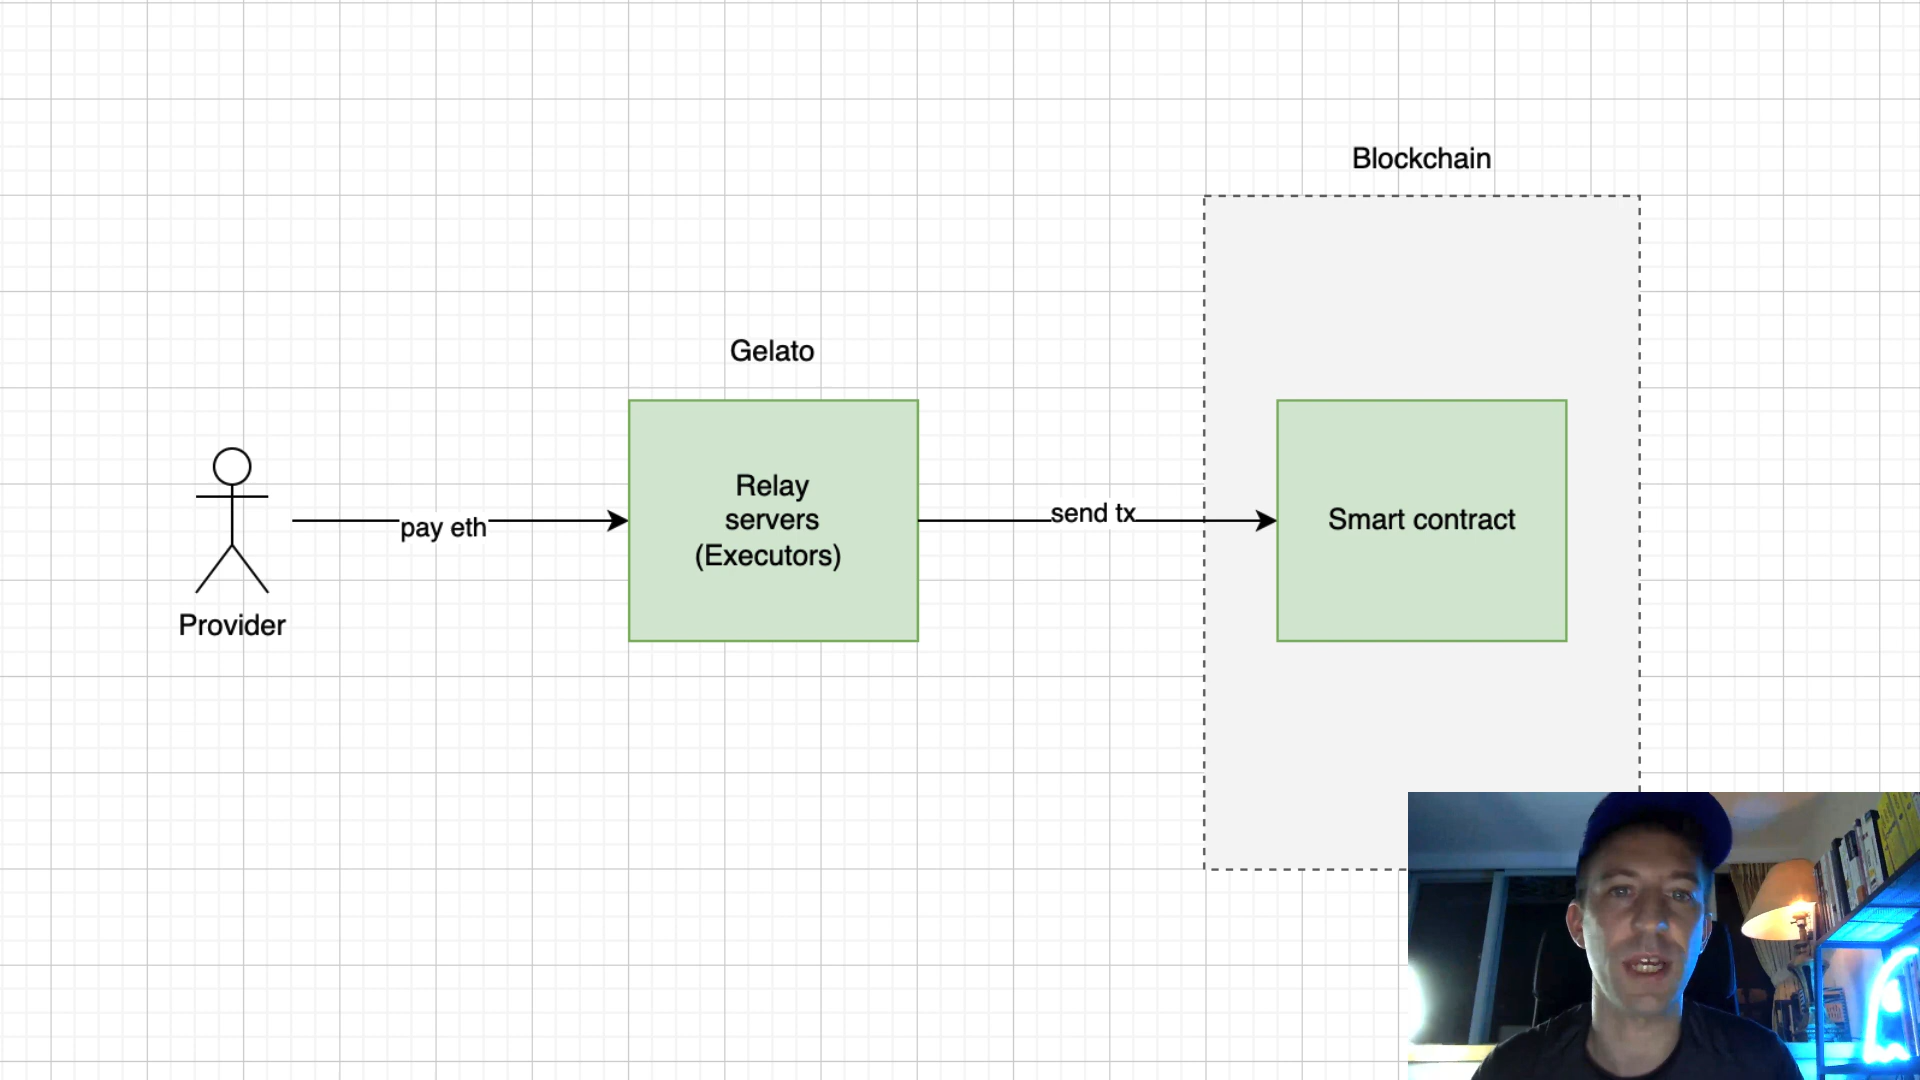 Blockchain
Gelato
Relay
servers
(Executors)
pay eth
send tx
Smart contract
Provider